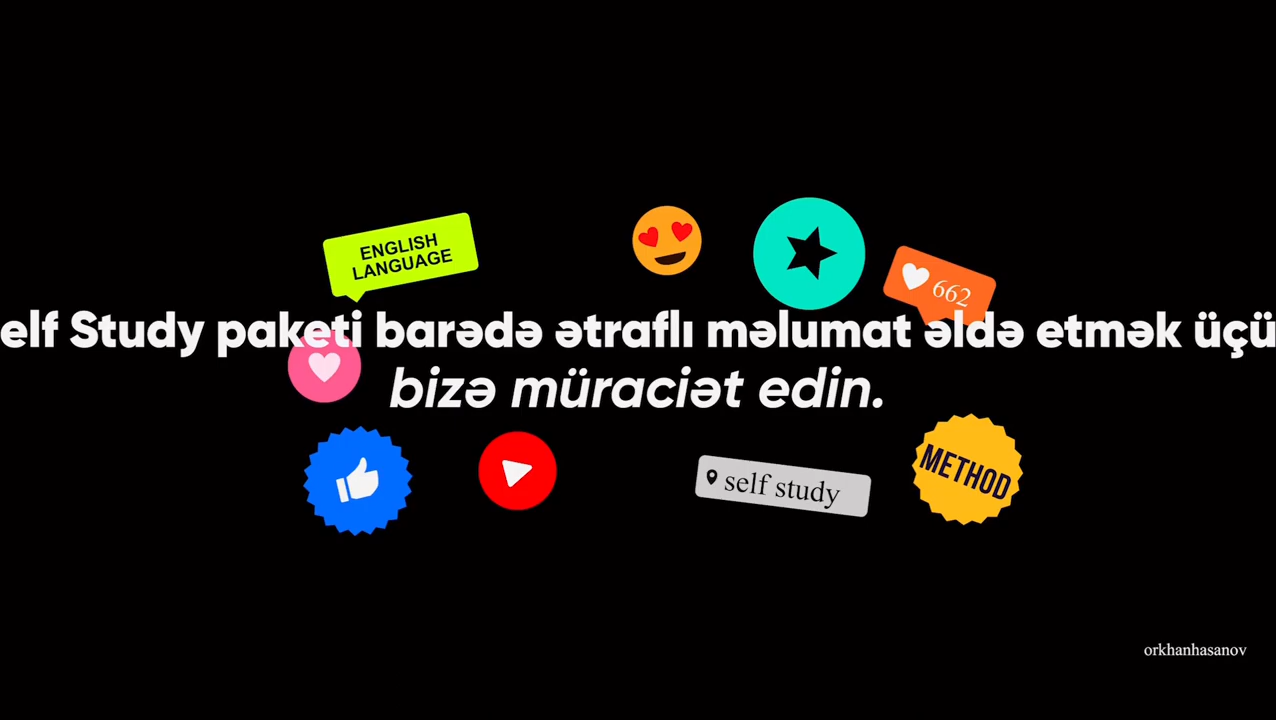 ENGLISH
LANGUAGE
662
elf Study paketi barədə ətraflı məlumat əldə etmək üçü
bizə müraciət edin.
self study
METHOD
orkhanhasanov